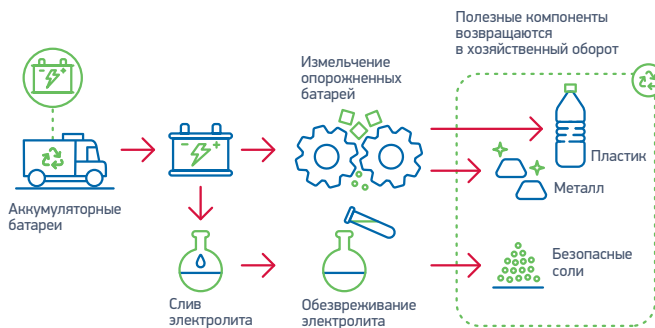 Полезные компоненты
возвращаются
в хозяйственный оборот
Измельчение
опорожненных
батарей
Пластик
Металл
Аккумуляторные
батареи
Безопасные
соли
Слив
электролита
Обезвреживание
электролита